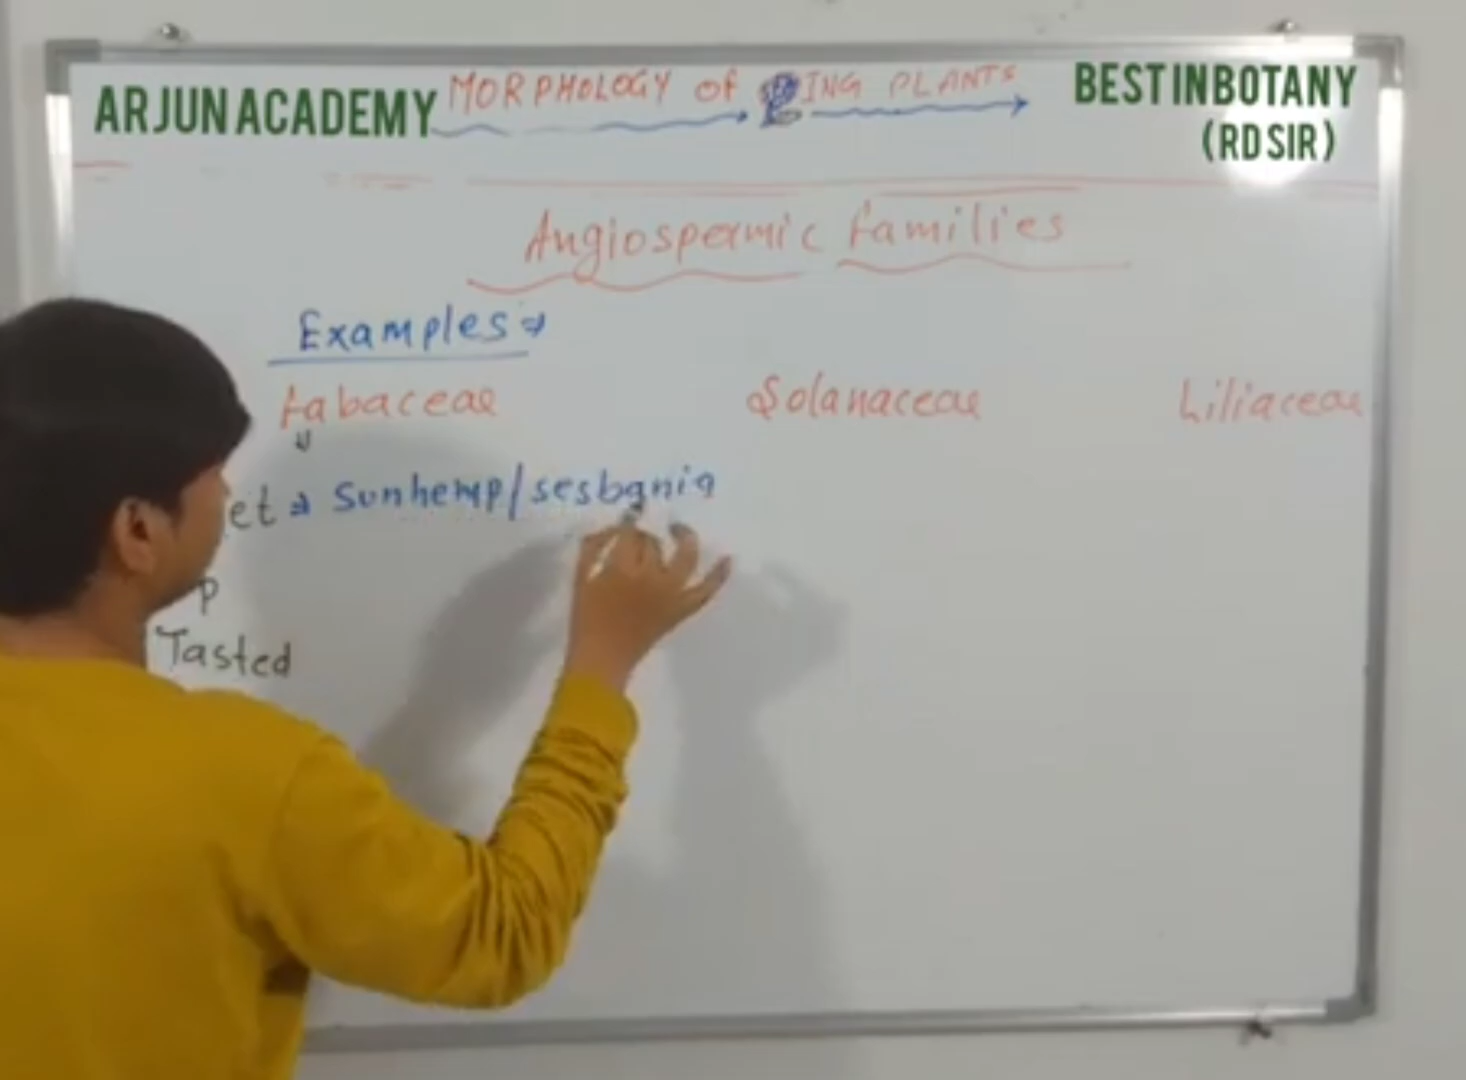 ARJUN ACADEMY MORPHOLOGY OF ING PLANTS BEST IN BOTANY
(RD SIR)
Angiospermic families
Examples ⇒
fabaceae Solanaceae Liliaceae
et ⇒ Sunhemp/sesbania
p
Tasted